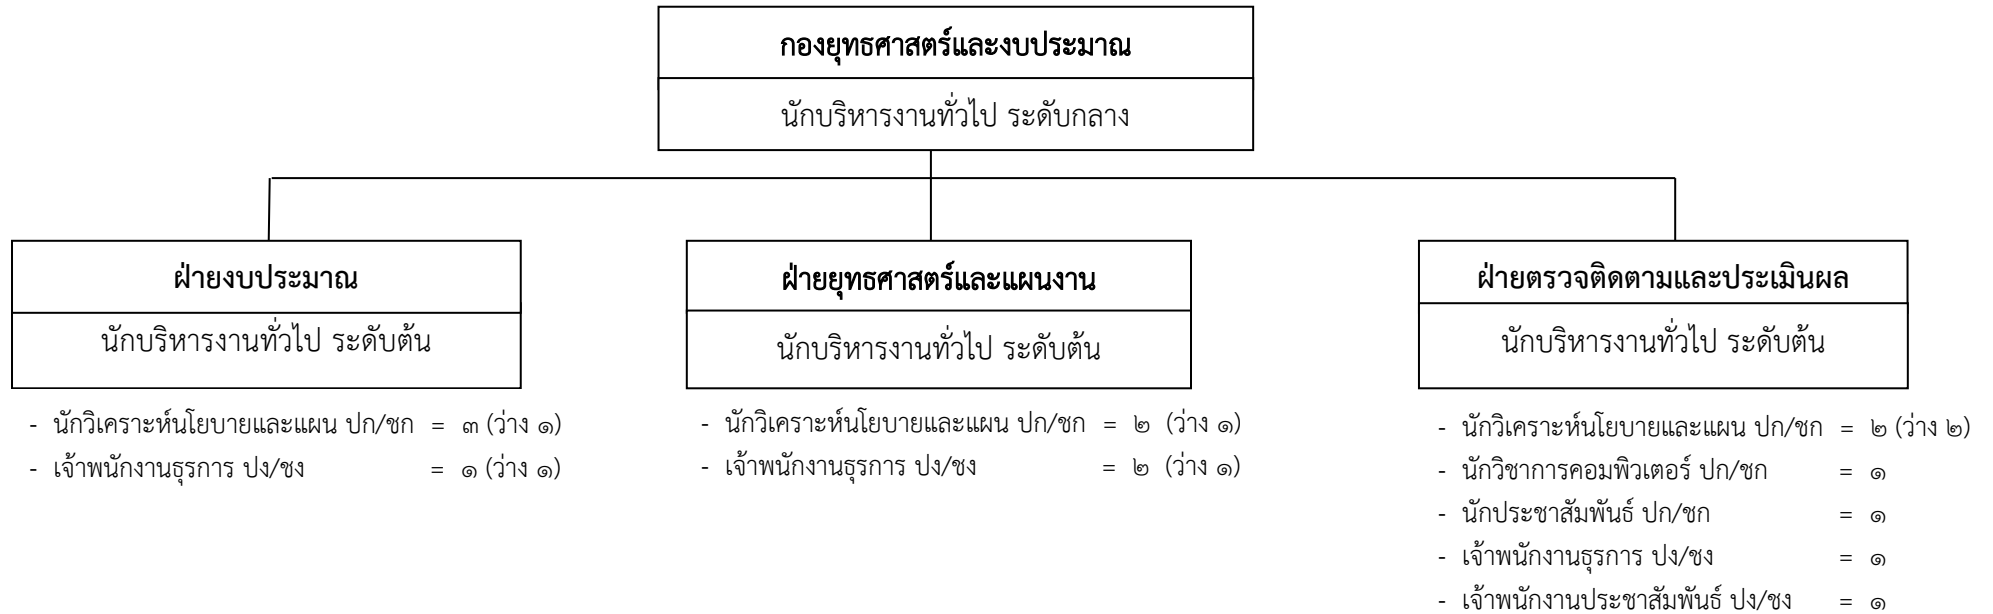 กองยุทธศาสตร์และงบประมาณ
นักบริหารงานทั่วไป ระดับกลาง
ฝ่ายงบประมาณ
นักบริหารงานทั่วไป ระดับต้น
- นักวิเคราะห์นโยบายและแผน ปก/ชก = ๓ (ว่าง ๑)
- เจ้าพนักงานธุรการ ปง/ชง = ๑ (ว่าง ๑)
ฝ่ายยุทธศาสตร์และแผนงาน
นักบริหารงานทั่วไป ระดับต้น
- นักวิเคราะห์นโยบายและแผน ปก/ชก = ๒ (ว่าง ๑)
- เจ้าพนักงานธุรการ ปง/ชง = ๒ (ว่าง ๑)
ฝ่ายตรวจติดตามและประเมินผล
นักบริหารงานทั่วไป ระดับต้น
- นักวิเคราะห์นโยบายและแผน ปก/ชก = ๒ (ว่าง ๒)
- นักวิชาการคอมพิวเตอร์ ปก/ชก = ๑
- นักประชาสัมพันธ์ ปก/ชก = ๑
- เจ้าพนักงานธุรการ ปง/ชง = ๑
- เจ้าพนักงานประชาสัมพันธ์ ปง/ชง = ๑